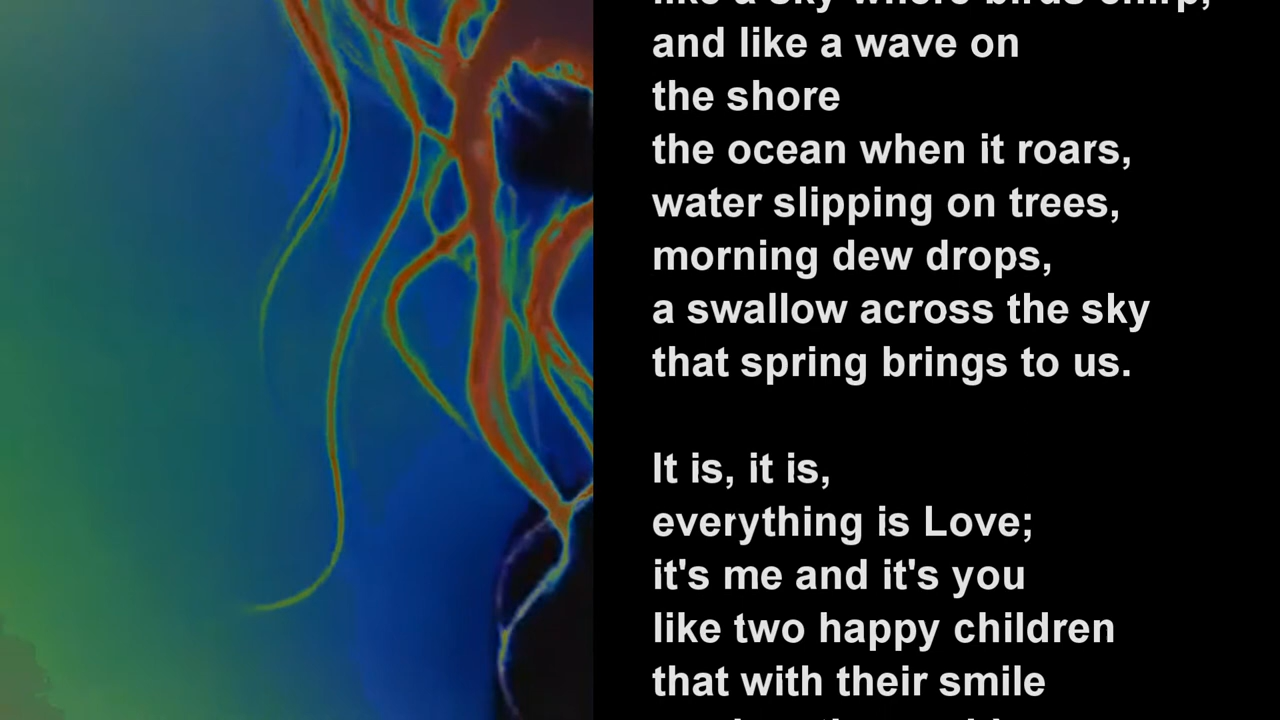 like a sky where birds chirp,
and like a wave on
the shore
the ocean when it roars,
water slipping on trees,
morning dew drops,
a swallow across the sky
that spring brings to us.
It is, it is,
everything is Love;
it's me and it's you
like two happy children
that with their smile